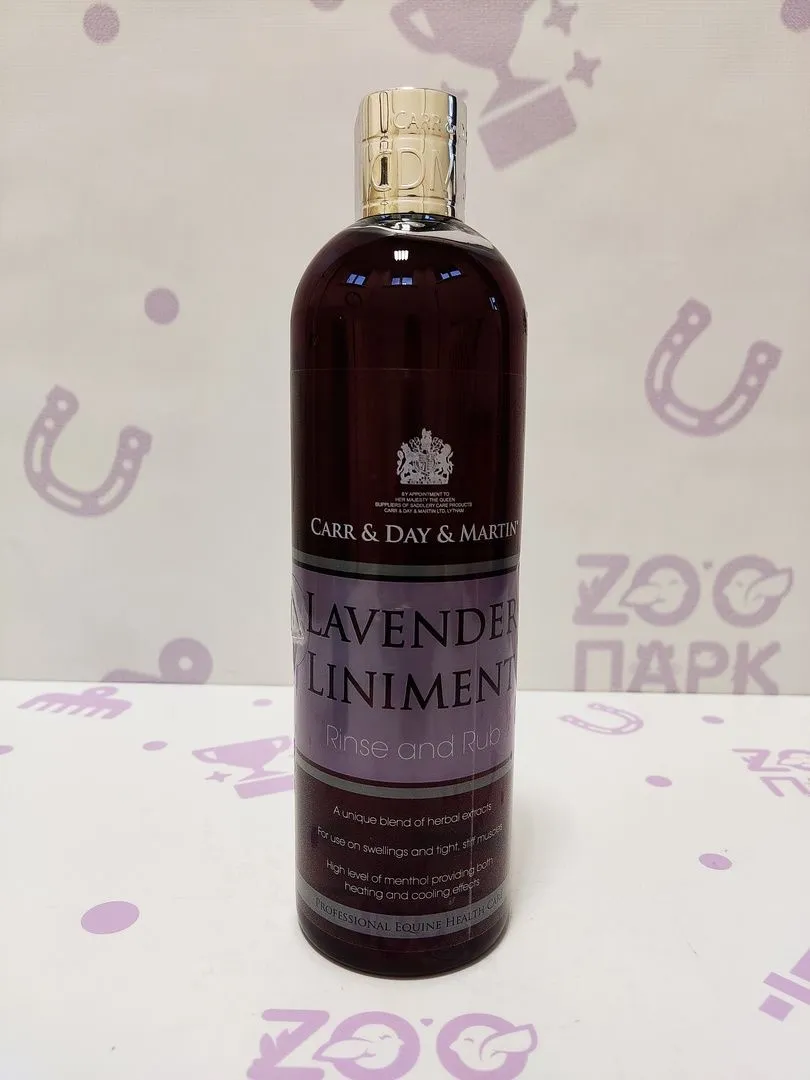 CARR &
CDM
BY APPOINTMENT TO
HER MAJESTY THE QUEEN
SUPPLIERS OF SADDLERY CARE PRODUCTS
CARR & DAY & MARTIN LTD. LYTHAM
CARR & DAY & MARTIN
LAVENDER
LINIMENT
Rinse and Rub
A unique blend of herbal extracts
For use on swellings and tight, stiff muscles
High level of menthol providing both
heating and cooling effects
PROFESSIONAL EQUINE HEALTH CARE
ZOO
ПАРК
ZOO